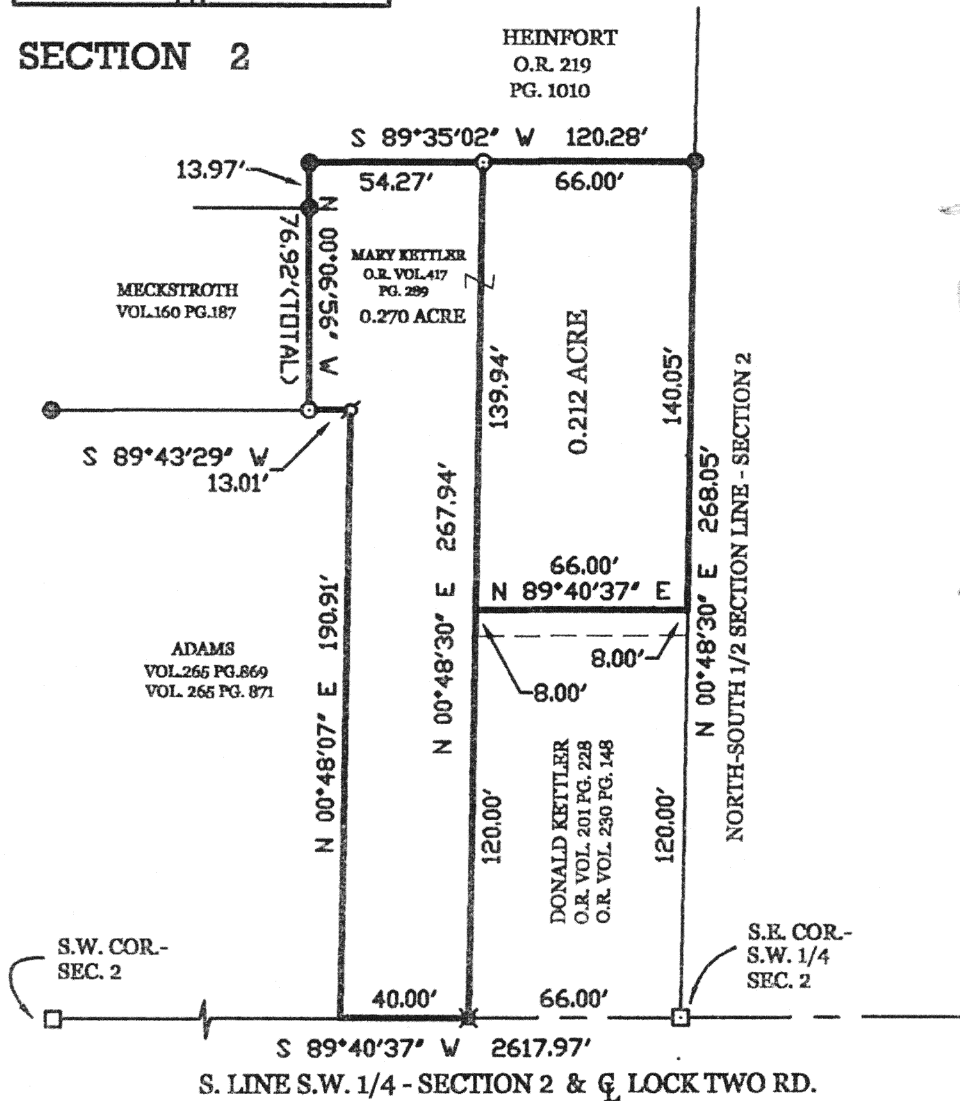 SECTION 2
HEINFORT
O.R. 219
PG. 1010
S 89°35'02" W 120.28'
13.97'
54.27'
66.00'
N 00°06'56" W
76.92'(TOTAL)
MECKSTROTH
VOL.160 PG.187
MARY KETTLER
O.R. VOL.417
PG. 289
0.270 ACRE
139.94'
0.212 ACRE
140.05'
S 89°43'29" W
13.01'
N 00°48'30" E 267.94'
66.00'
N 89°40'37" E
N 00°48'30" E 268.05'
NORTH-SOUTH 1/2 SECTION LINE - SECTION 2
8.00'
8.00'
ADAMS
VOL.265 PG.869
VOL. 265 PG. 871
N 00°48'07" E 190.91'
120.00'
DONALD KETTLER
O.R. VOL. 201 PG. 228
O.R. VOL. 230 PG. 148
120.00'
S.W. COR.-
SEC. 2
S.E. COR.-
S.W. 1/4
SEC. 2
40.00'
66.00'
S 89°40'37" W 2617.97'
S. LINE S.W. 1/4 - SECTION 2 & ℄ LOCK TWO RD.